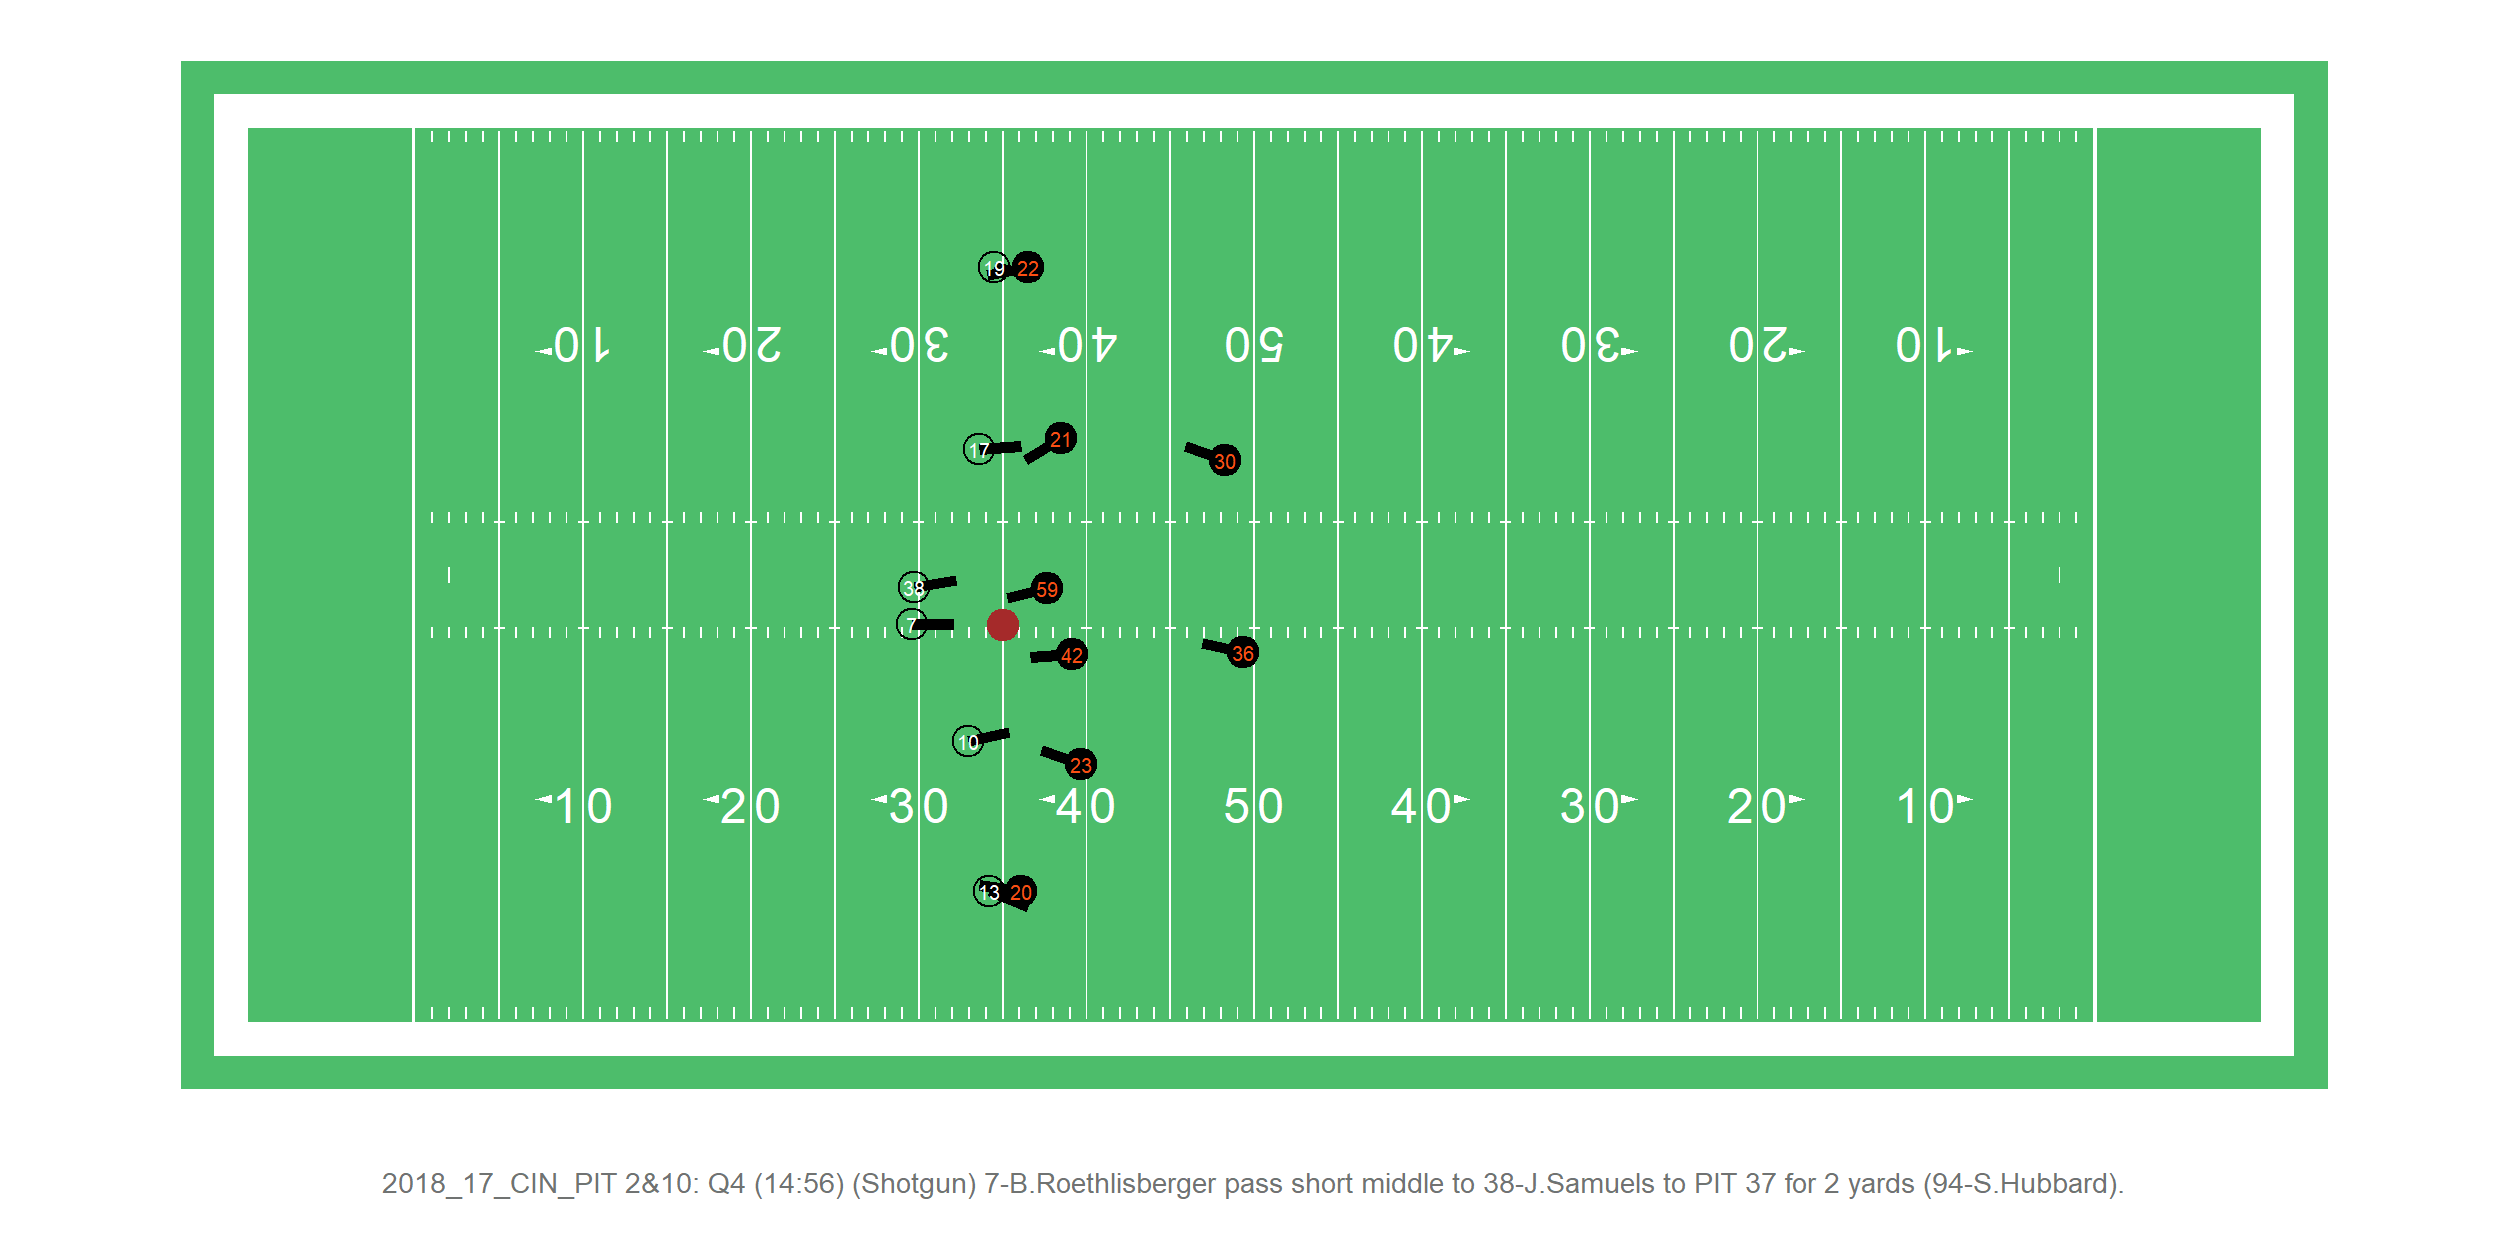 19 22
10 20 30 40 50 40 30 20 10
17 21 30
38 59
7
42 36
10 23
10 20 30 40 50 40 30 20 10
13 20
2018_17_CIN_PIT 2&10: Q4 (14:56) (Shotgun) 7-B.Roethlisberger pass short middle to 38-J.Samuels to PIT 37 for 2 yards (94-S.Hubbard).